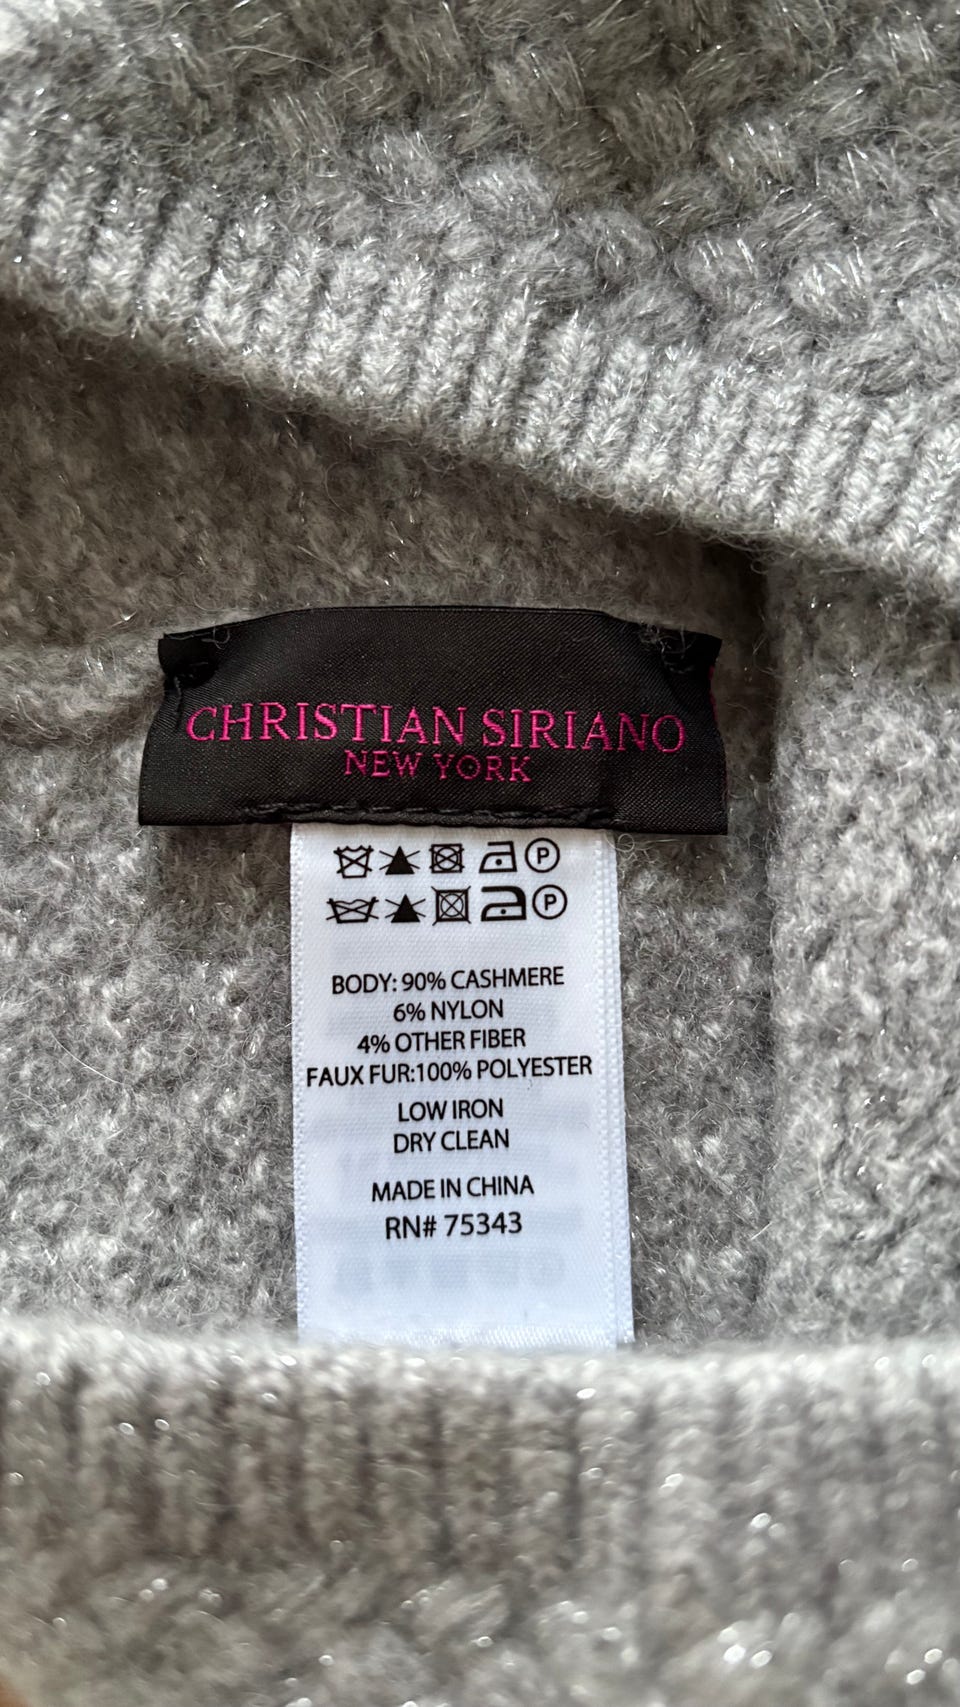 CHRISTIAN SIRIANO
NEW YORK
P
P
BODY: 90% CASHMERE
6% NYLON
4% OTHER FIBER
FAUX FUR:100% POLYESTER
LOW IRON
DRY CLEAN
MADE IN CHINA
RN# 75343